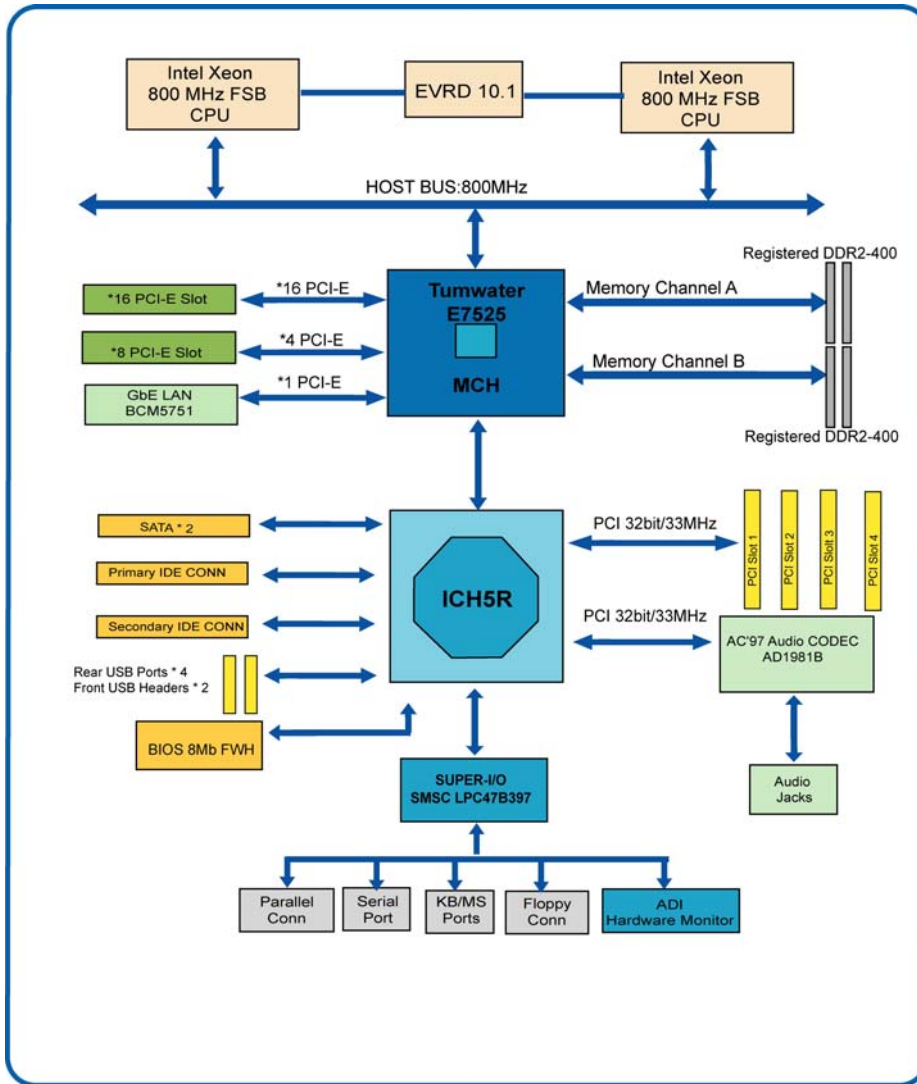 Intel Xeon
800 MHz FSB
CPU
EVRD 10.1
Intel Xeon
800 MHz FSB
CPU
HOST BUS:800MHz
*16 PCI-E Slot
*16 PCI-E
*8 PCI-E Slot
*4 PCI-E
GbE LAN
BCM5751
*1 PCI-E
Tumwater
E7525
MCH
Memory Channel A
Memory Channel B
Registered DDR2-400
Registered DDR2-400
SATA * 2
Primary IDE CONN
Secondary IDE CONN
Rear USB Ports * 4
Front USB Headers * 2
BIOS 8Mb FWH
ICH5R
PCI 32bit/33MHz
PCI Slot 1
PCI Slot 2
PCI Slolt 3
PCI Slot 4
PCI 32bit/33MHz
AC'97 Audio CODEC
AD1981B
Audio
Jacks
SUPER-I/O
SMSC LPC47B397
Parallel
Conn
Serial
Port
KB/MS
Ports
Floppy
Conn
ADI
Hardware Monitor